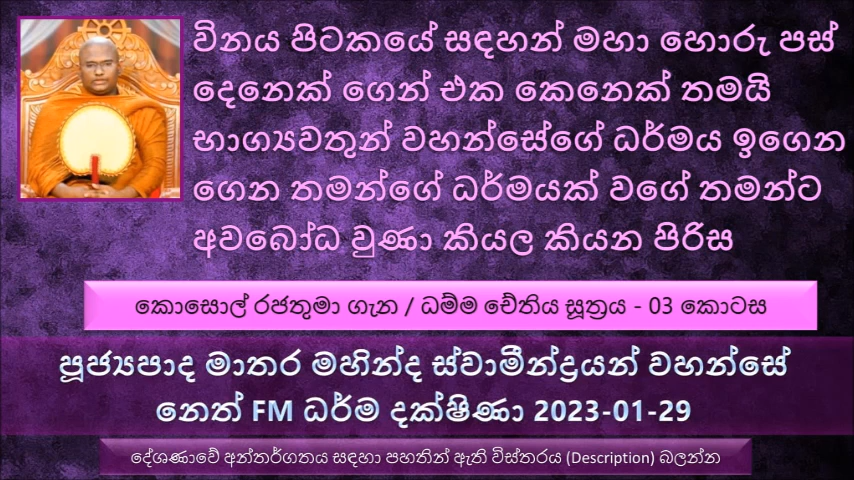 විනය පිටකයේ සඳහන් මහා හොරු පස්
දෙනෙක් ගෙන් එක කෙනෙක් තමයි
භාග්‍යවතුන් වහන්සේගේ ධර්මය ඉගෙන
ගෙන තමන්ගේ ධර්මයක් වගේ තමන්ට
අවබෝධ වුණා කියල කියන පිරිස
කොසොල් රජතුමා ගැන / ධම්ම චේතිය සූත්‍රය - 03 කොටස
පූජ්‍යපාද මාතර මහින්ද ස්වාමීන්ද්‍රයන් වහන්සේ
නෙත් FM ධර්ම දක්ෂිණා 2023-01-29
දේශණාවේ අන්තර්ගතය සඳහා පහතින් ඇති විස්තරය (Description) බලන්න